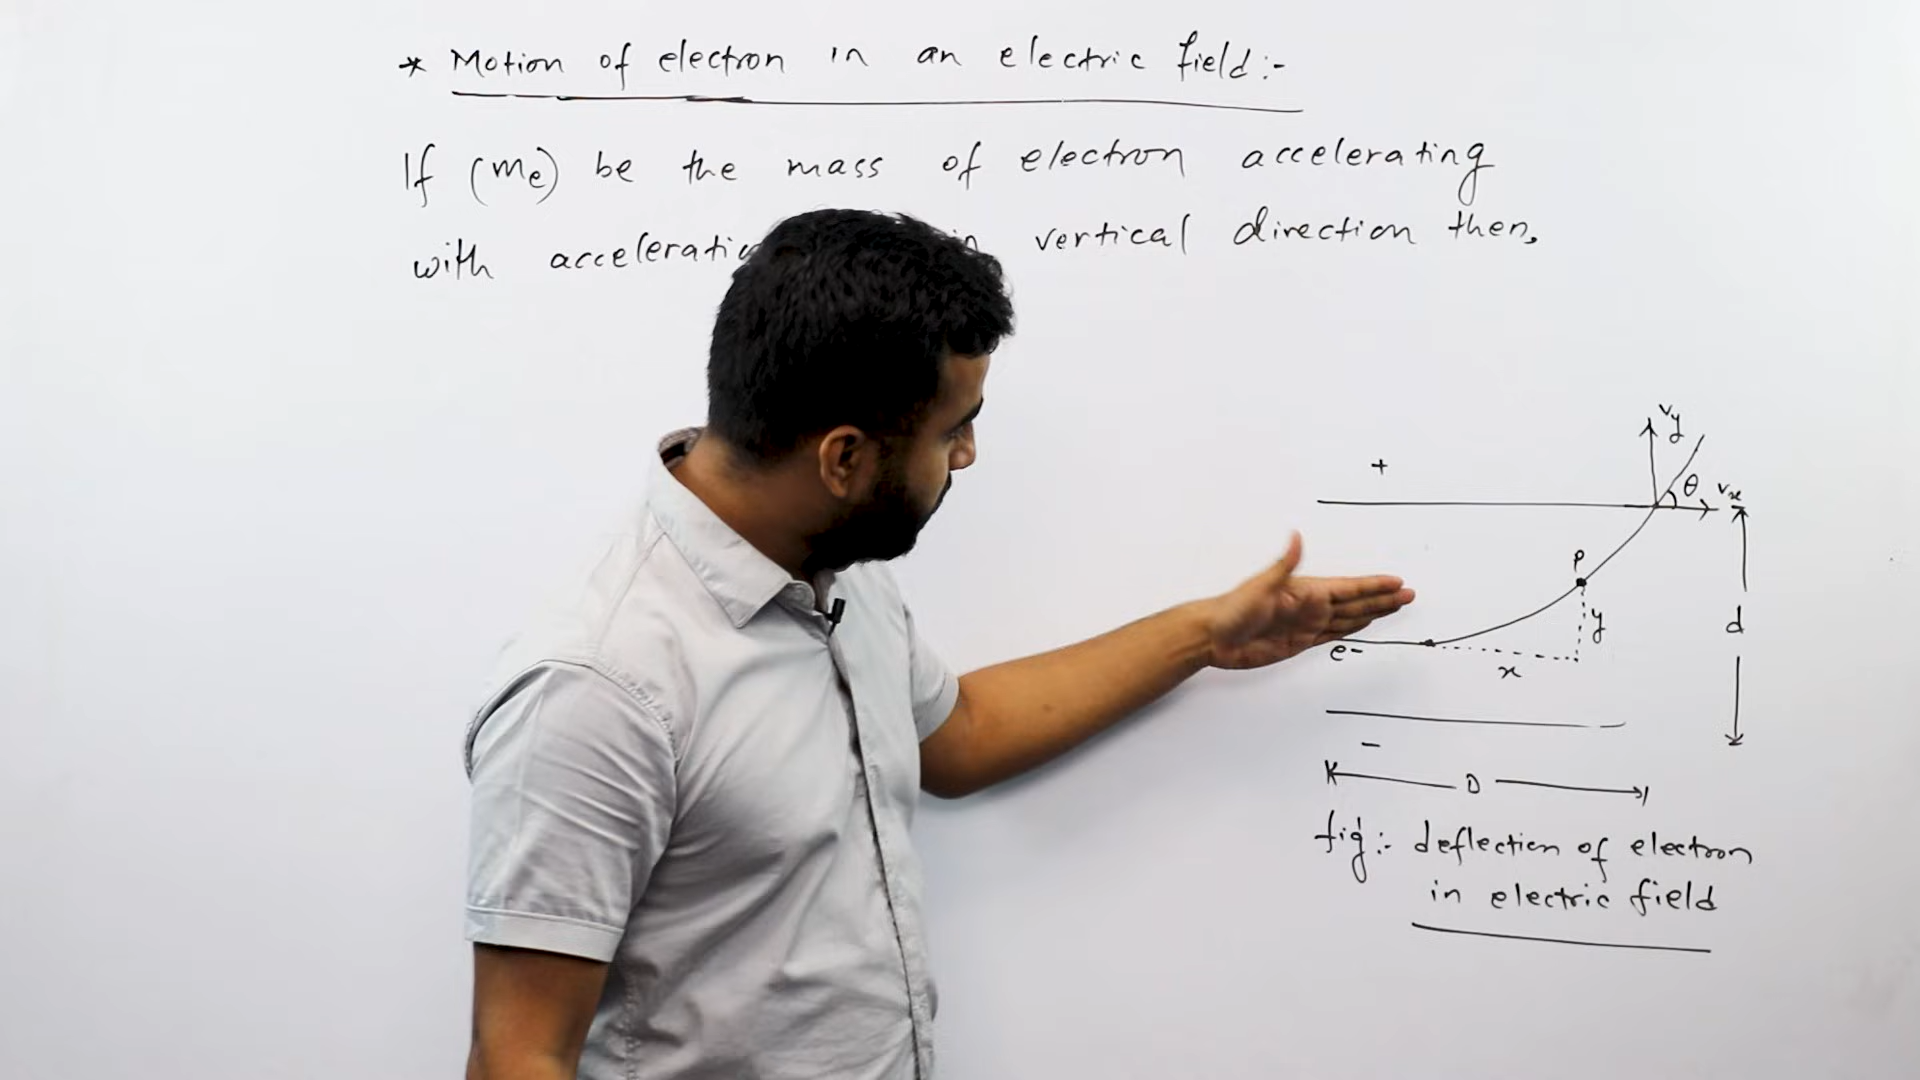 * Motion of electron in an electric field :-
If (me) be the mass of electron accelerating
with vertical direction then,
vy
+
θ
vx
P
y
d
e-
x
-
D
fig :- deflection of electron
in electric field